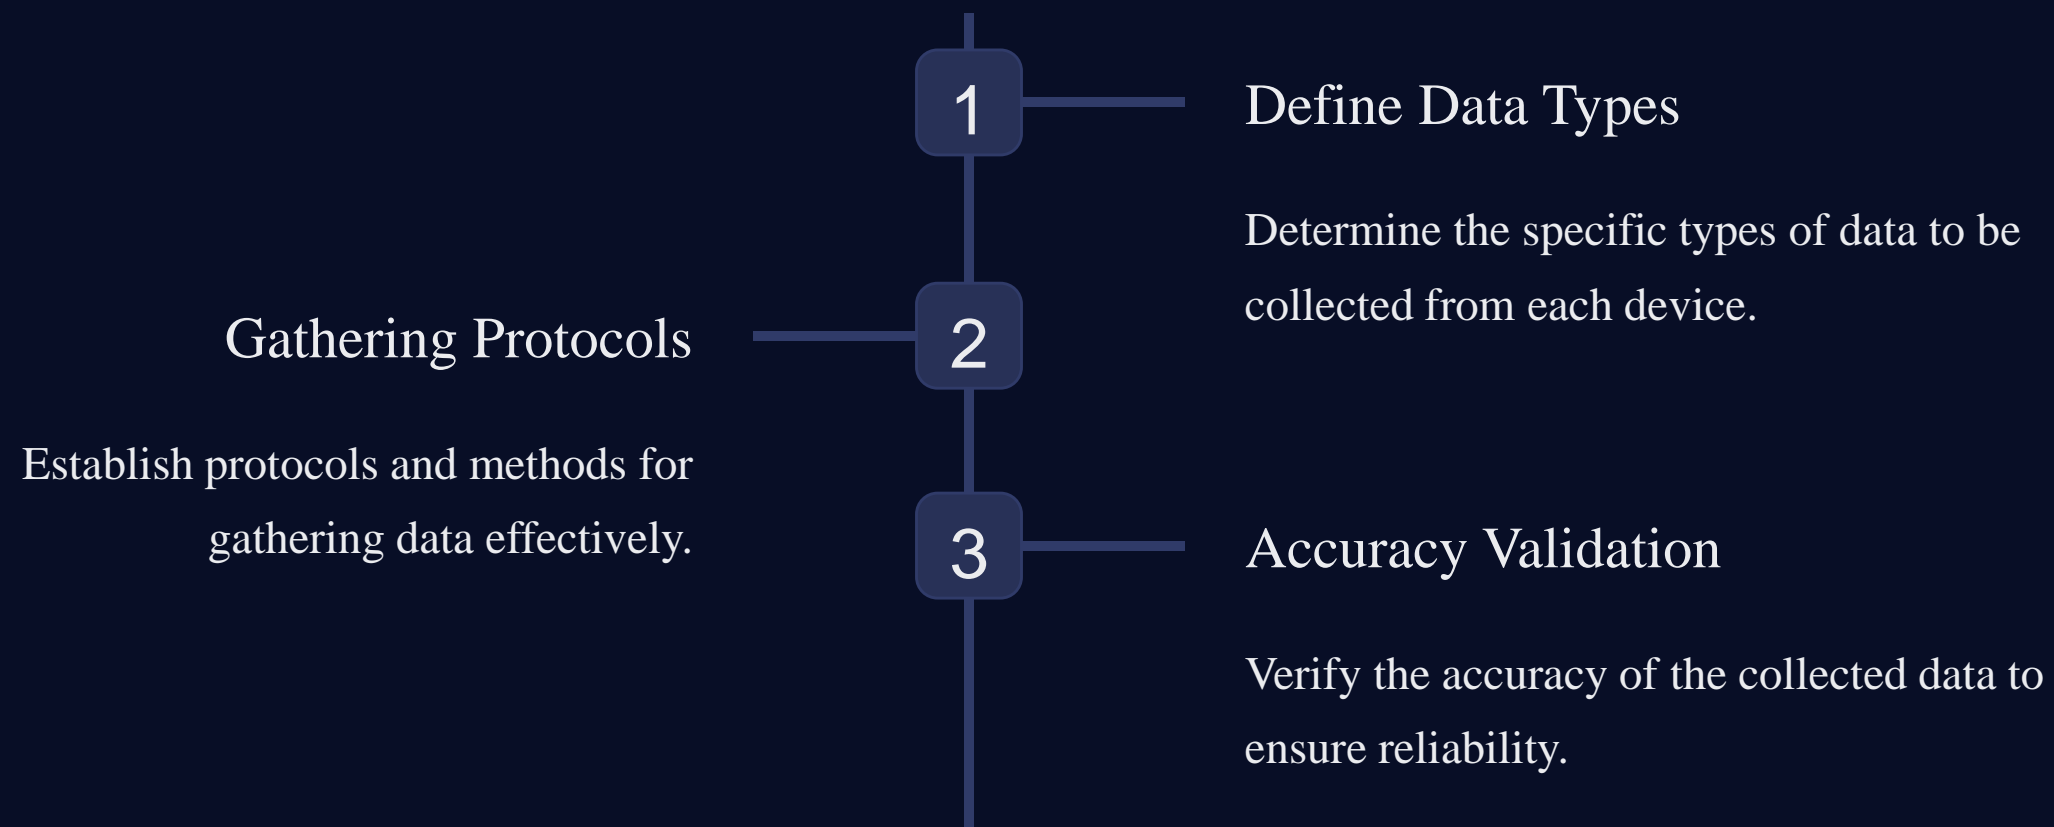 1
Define Data Types
Determine the specific types of data to be
collected from each device.
2
Gathering Protocols
Establish protocols and methods for
gathering data effectively.
3
Accuracy Validation
Verify the accuracy of the collected data to
ensure reliability.